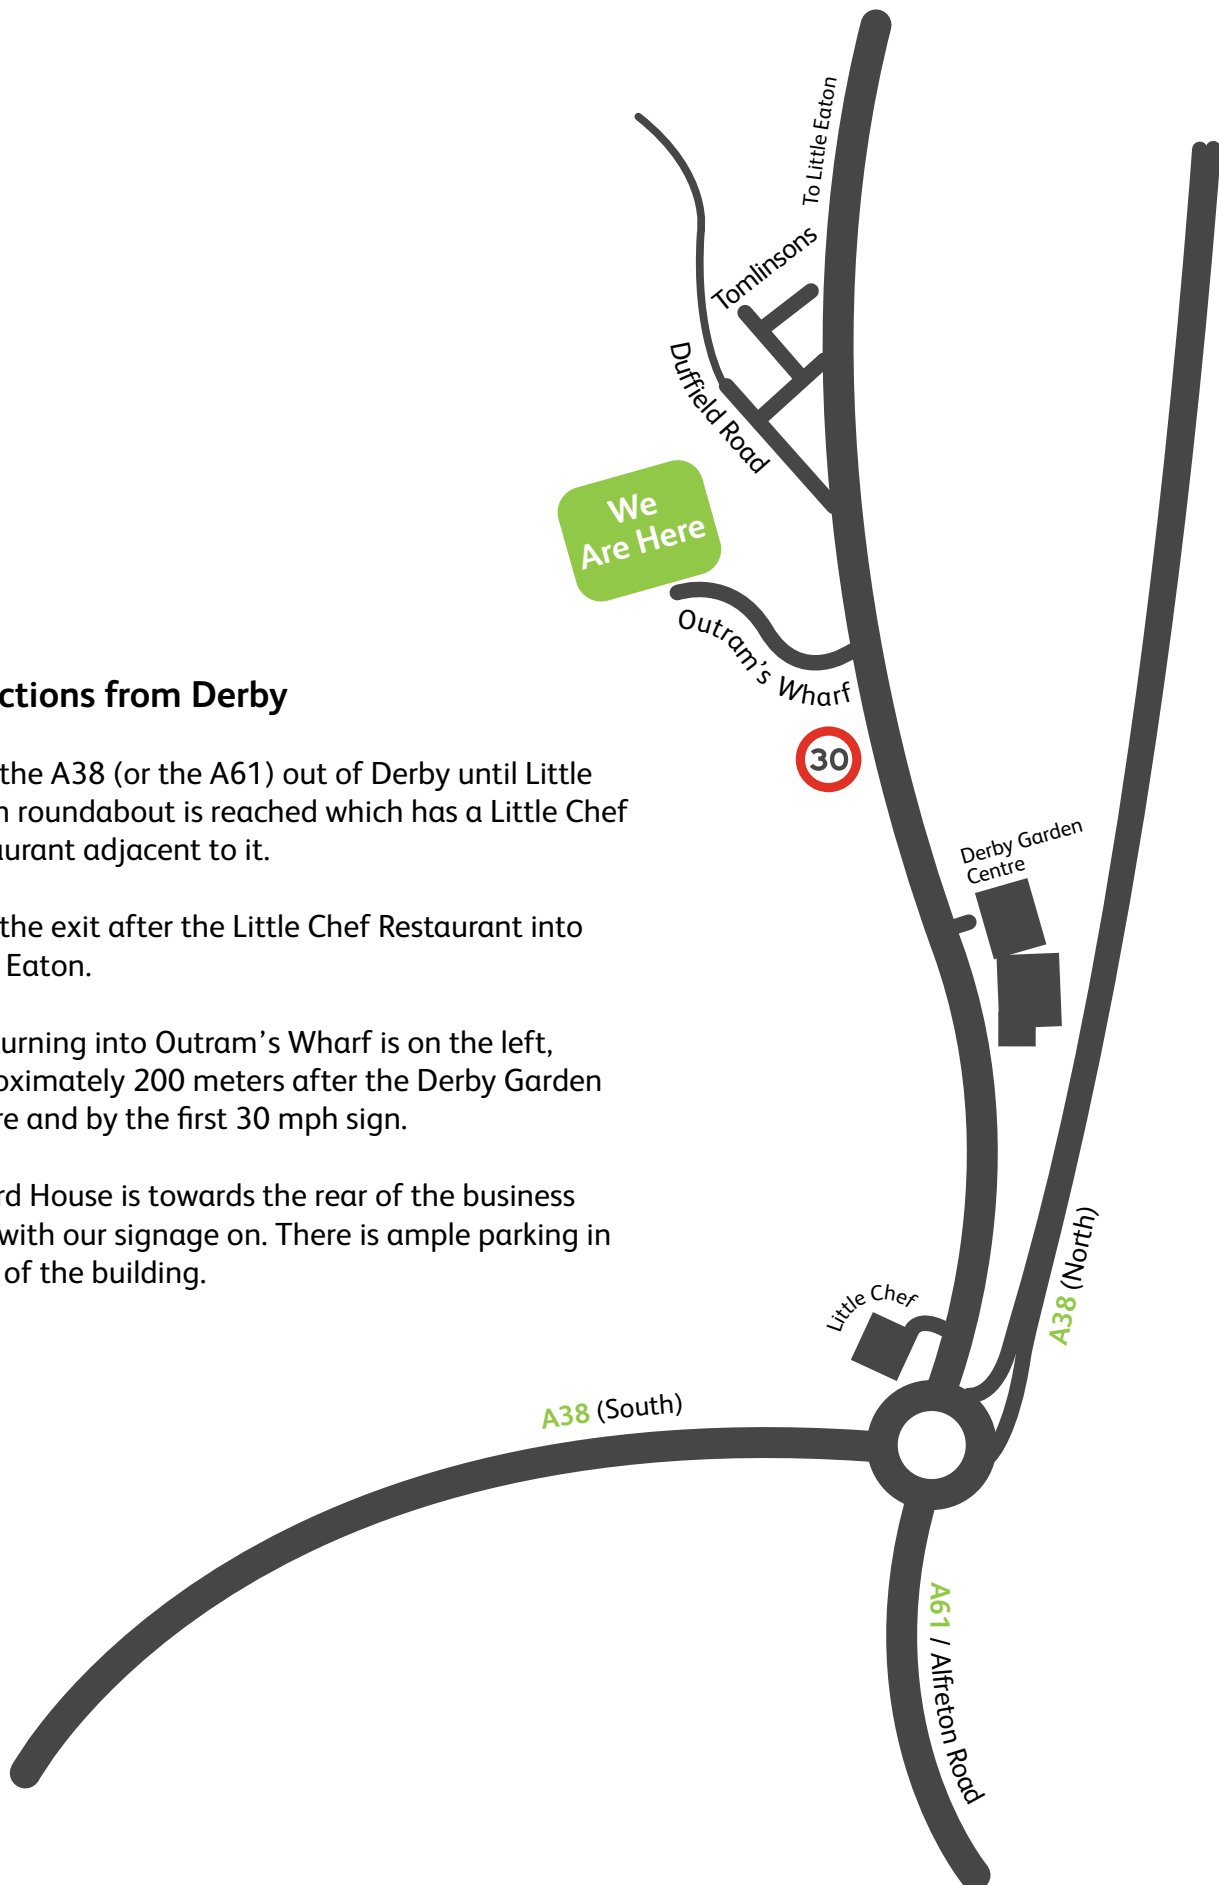 To Little Eaton
Tomlinsons
Duffield Road
We
Are Here
Outram's Wharf
30
ctions from Derby
the A38 (or the A61) out of Derby until Little
n roundabout is reached which has a Little Chef
urant adjacent to it.
the exit after the Little Chef Restaurant into
Eaton.
urning into Outram's Wharf is on the left,
oximately 200 meters after the Derby Garden
re and by the first 30 mph sign.
rd House is towards the rear of the business
with our signage on. There is ample parking in
of the building.
Derby Garden
Centre
A38 (North)
Little Chef
A38 (South)
A61 / Alfreton Road